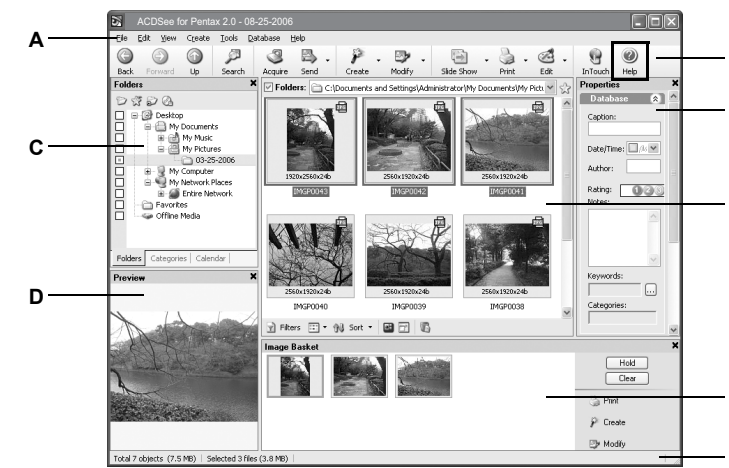 ACDSee for Pentax 2.0 - 08-25-2006
A
File Edit View Create Tools Database Help
Back Forward Up Search Acquire Send Create Modify Slide Show Print Edit InTouch Help
Folders
Folders: C:\Documents and Settings\Administrator\My Documents\My Pictu
Properties
Database
Desktop
My Documents
My Music
C
My Pictures
03-25-2006
My Computer
My Network Places
Entire Network
Favorites
Offline Media
Folders Categories Calendar
1920x2560x24b 2560x1920x24b 2560x1920x24b
IMGP0043 IMGP0042 IMGP0041
2560x1920x24b 2560x1920x24b 2560x1920x24b
IMGP0040 IMGP0039 IMGP0038
Filters Sort
Caption:
Date/Time:
Author:
Rating: 1 2 3
Notes:
Keywords:
...
Categories:
Preview
D
Image Basket
Hold
Clear
Print
Create
Modify
Total 7 objects (7.5 MB) Selected 3 files (3.8 MB)